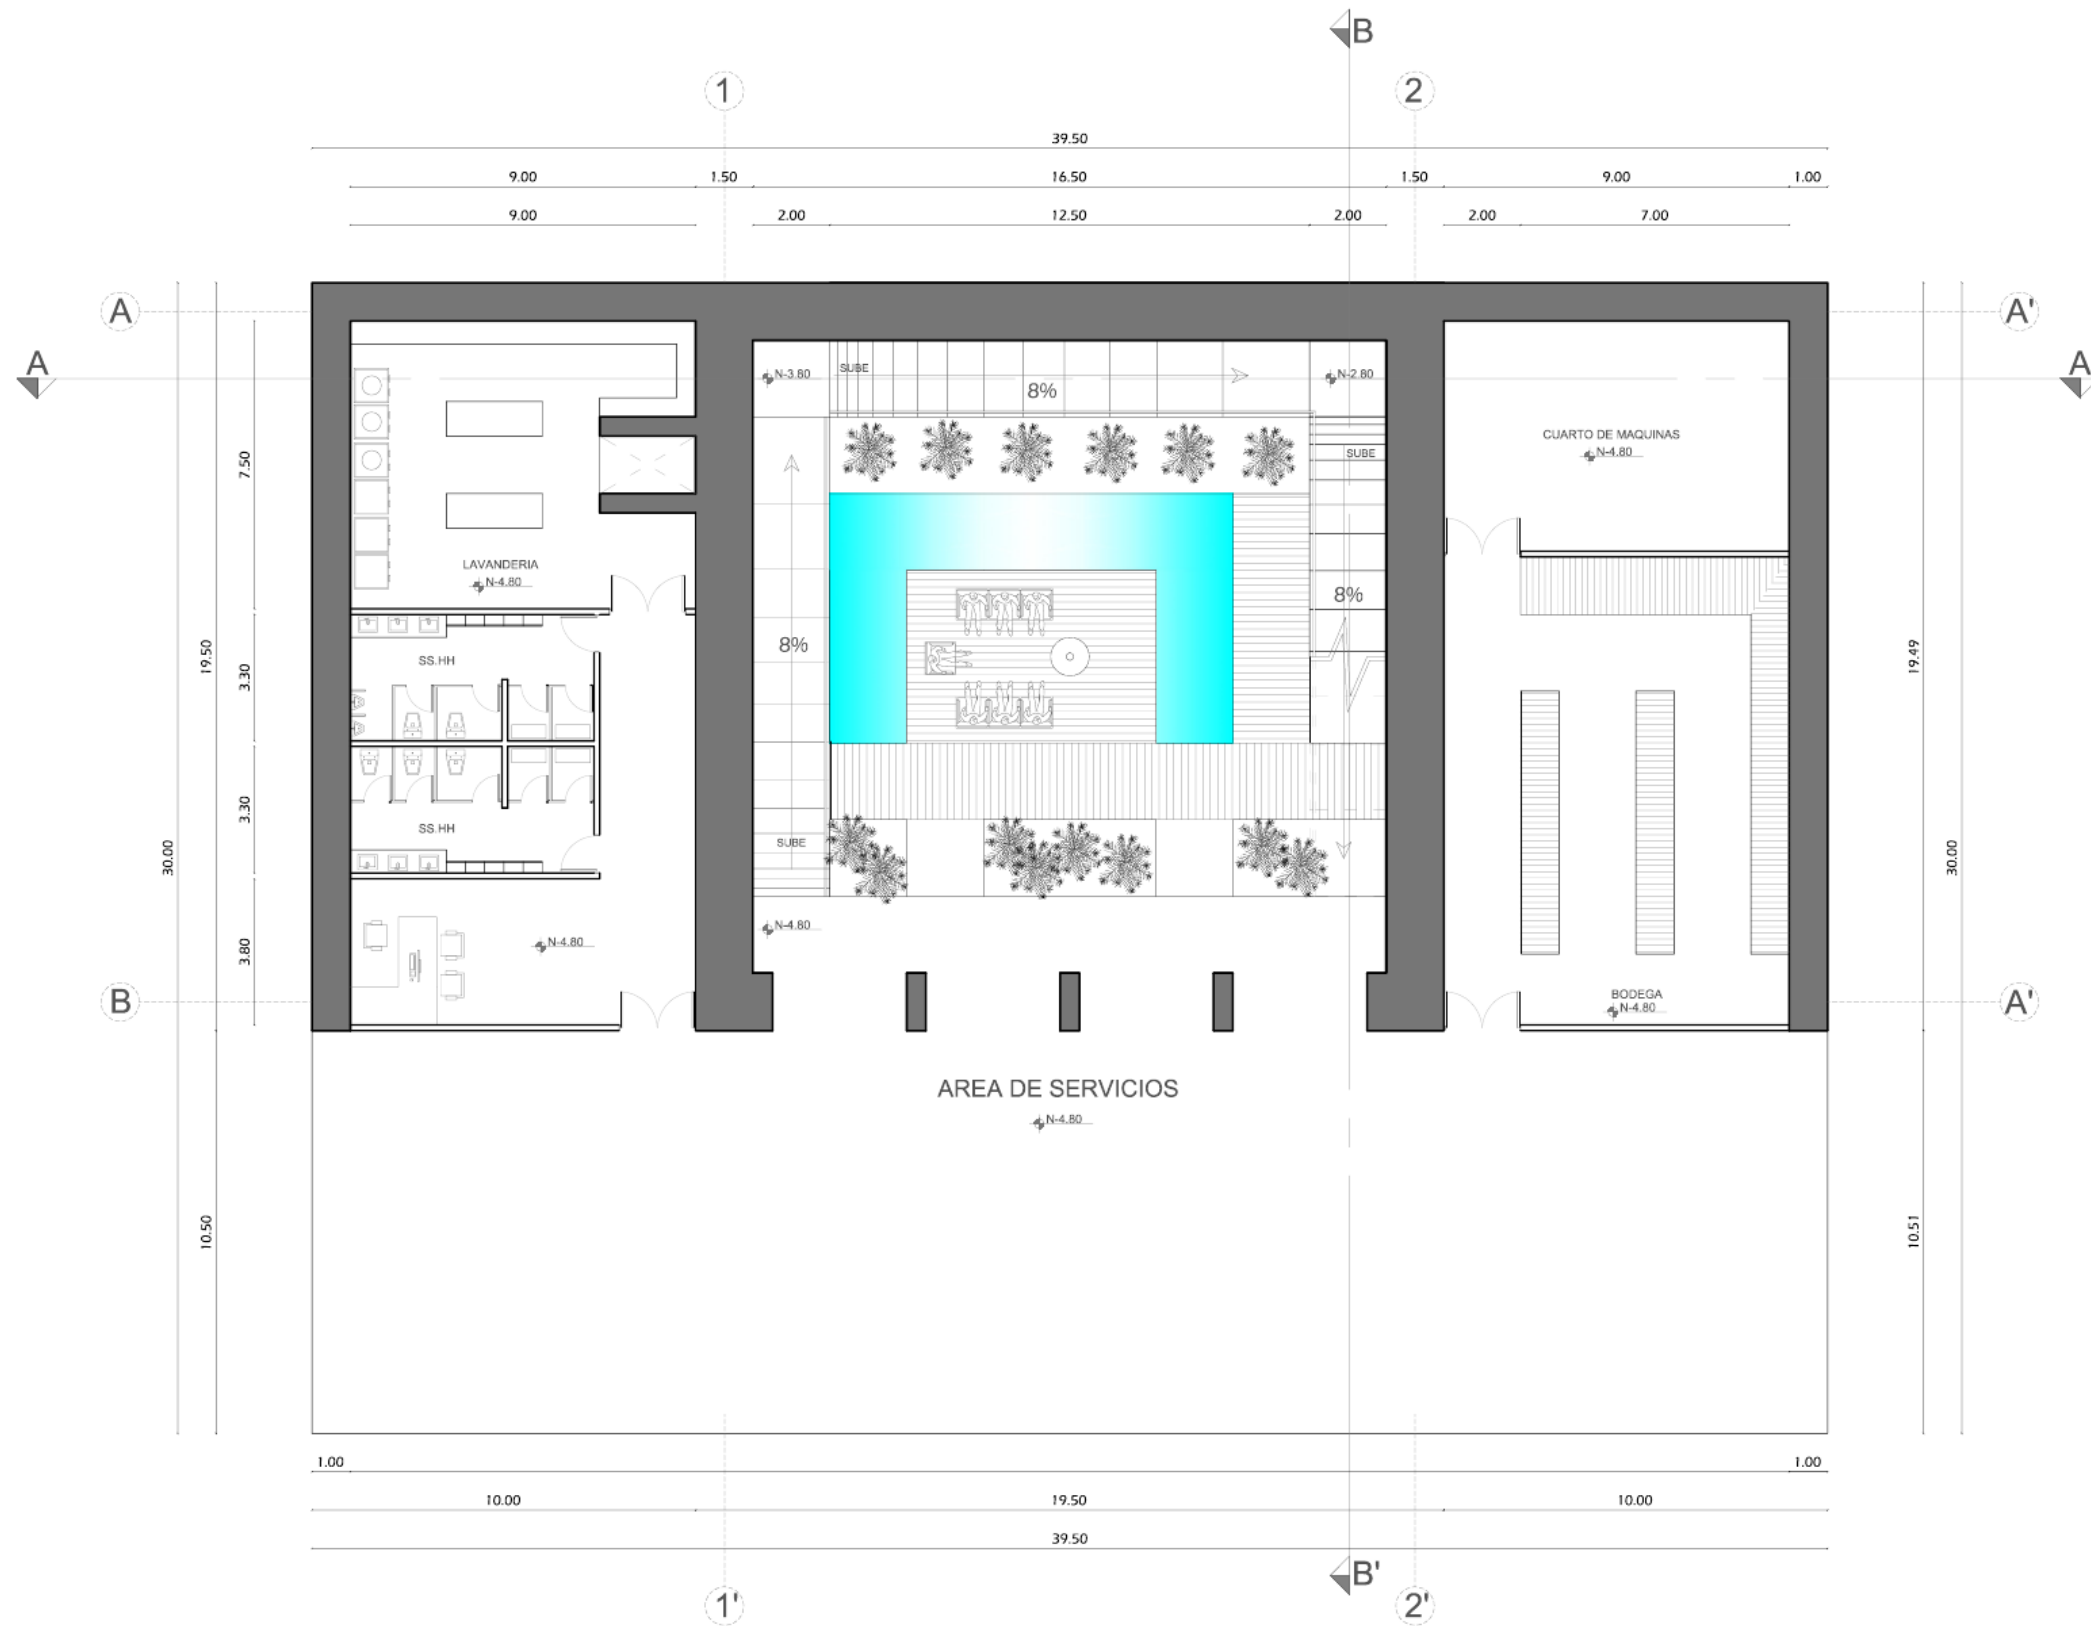 B
1
2
39.50
9.00 1.50 16.50 1.50 9.00 1.00
9.00 2.00 12.50 2.00 2.00 7.00
A A'
A A
N-3.80 SUBE 8% N-2.80
CUARTO DE MAQUINAS
N-4.80
SUBE
7.50
LAVANDERIA
N-4.80
8%
8%
19.50 3.30 19.49
SS.HH
3.30
SS.HH
SUBE
30.00 30.00
N-4.80
N-4.80
3.80
BODEGA
N-4.80
B A'
AREA DE SERVICIOS
N-4.80
10.50 10.51
1.00 1.00
10.00 19.50 10.00
39.50
B'
1' 2'